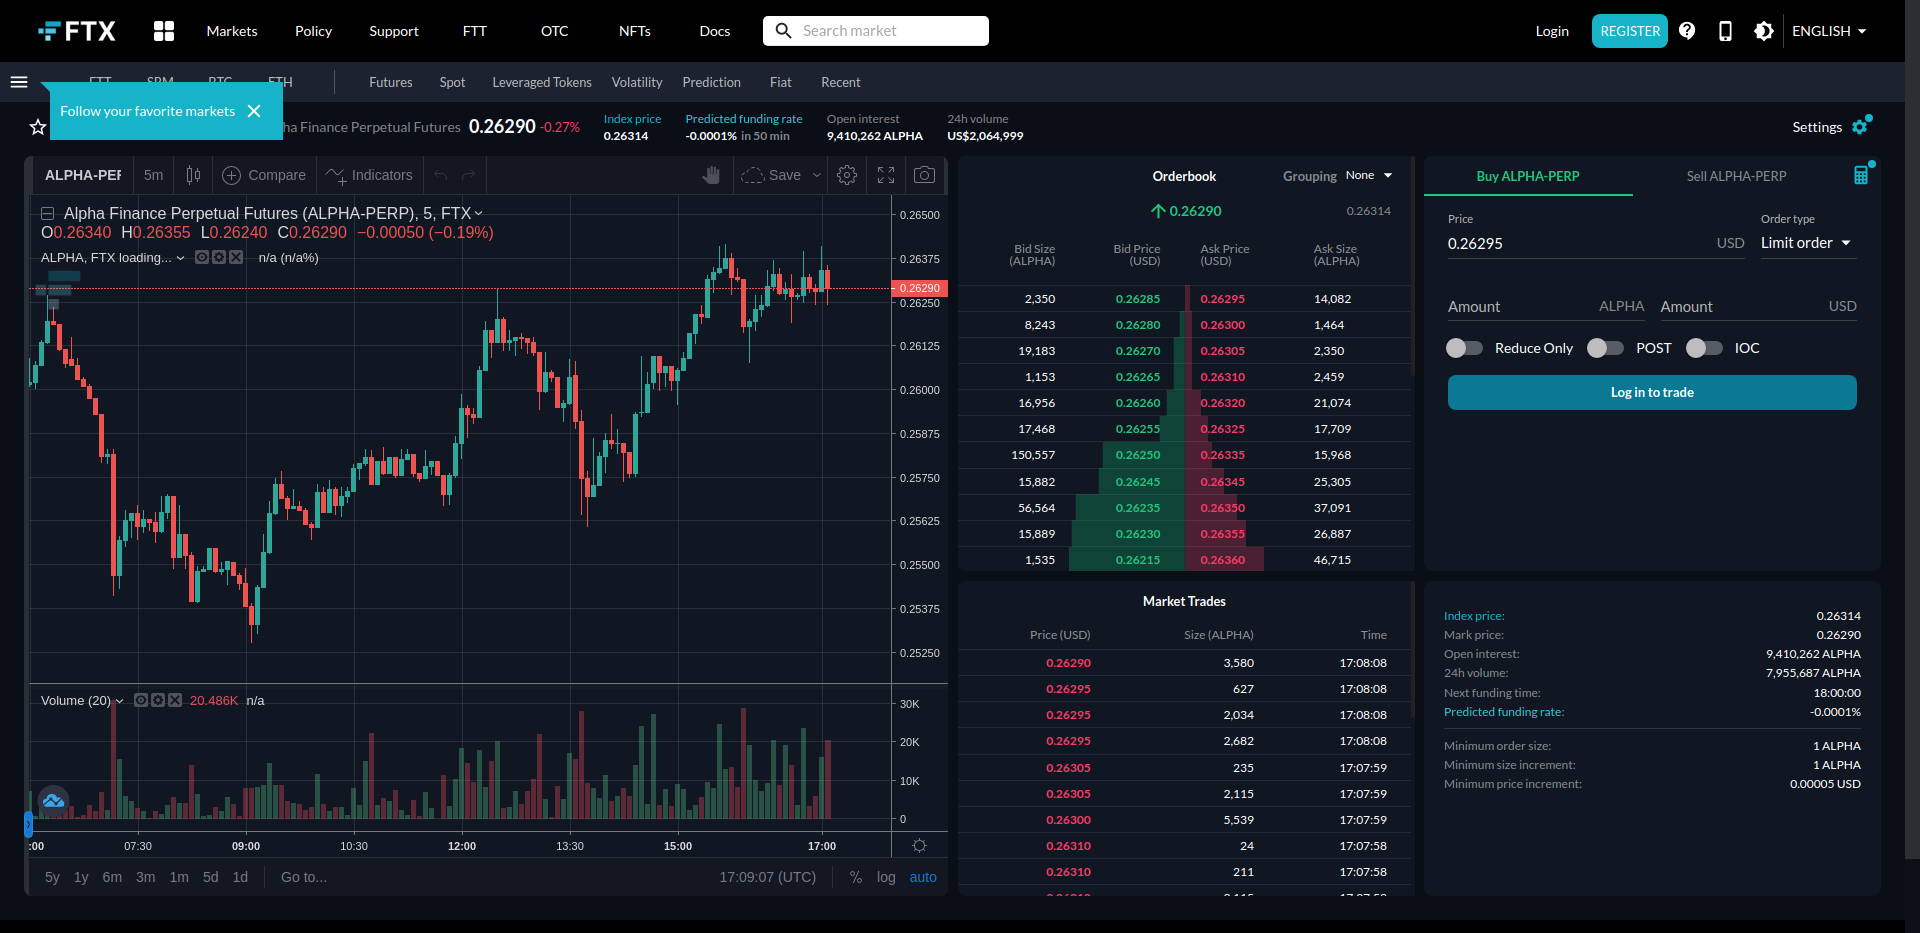 FTX Markets Policy Support FTT OTC NFTs Docs Search market Login REGISTER ENGLISH
Futures Spot Leveraged Tokens Volatility Prediction Fiat Recent
Follow your favorite markets
ha Finance Perpetual Futures 0.26290 -0.27%
Index price
0.26314
Predicted funding rate
-0.0001% in 50 min
Open interest
9,410,262 ALPHA
24h volume
US$2,064,999
Settings
ALPHA-PER 5m Compare Indicators Save
Alpha Finance Perpetual Futures (ALPHA-PERP), 5, FTX
O0.26340 H0.26355 L0.26240 C0.26290 −0.00050 (−0.19%)
ALPHA, FTX loading... n/a (n/a%)
0.26500
0.26375
0.26290
0.26250
0.26125
0.26000
0.25875
0.25750
0.25625
0.25500
0.25375
0.25250
Volume (20) 20.486K n/a
30K
20K
10K
0
:00 07:30 09:00 10:30 12:00 13:30 15:00 17:00
5y 1y 6m 3m 1m 5d 1d Go to... 17:09:07 (UTC) % log auto
Orderbook Grouping None
0.26290 0.26314
Bid Size (ALPHA) Bid Price (USD) Ask Price (USD) Ask Size (ALPHA)
2,350 0.26285 0.26295 14,082
8,243 0.26280 0.26300 1,464
19,183 0.26270 0.26305 2,350
1,153 0.26265 0.26310 2,459
16,956 0.26260 0.26320 21,074
17,468 0.26255 0.26325 17,709
150,557 0.26250 0.26335 15,968
15,882 0.26245 0.26345 25,305
56,564 0.26235 0.26350 37,091
15,889 0.26230 0.26355 26,887
1,535 0.26215 0.26360 46,715
Market Trades
Price (USD) Size (ALPHA) Time
0.26290 3,580 17:08:08
0.26295 627 17:08:08
0.26295 2,034 17:08:08
0.26295 2,682 17:08:08
0.26305 235 17:07:59
0.26305 2,115 17:07:59
0.26300 5,539 17:07:59
0.26310 24 17:07:58
0.26310 211 17:07:58
Buy ALPHA-PERP Sell ALPHA-PERP
Price Order type
0.26295 USD Limit order
Amount ALPHA Amount USD
Reduce Only POST IOC
Log in to trade
Index price: 0.26314
Mark price: 0.26290
Open interest: 9,410,262 ALPHA
24h volume: 7,955,687 ALPHA
Next funding time: 18:00:00
Predicted funding rate: -0.0001%
Minimum order size: 1 ALPHA
Minimum size increment: 1 ALPHA
Minimum price increment: 0.00005 USD